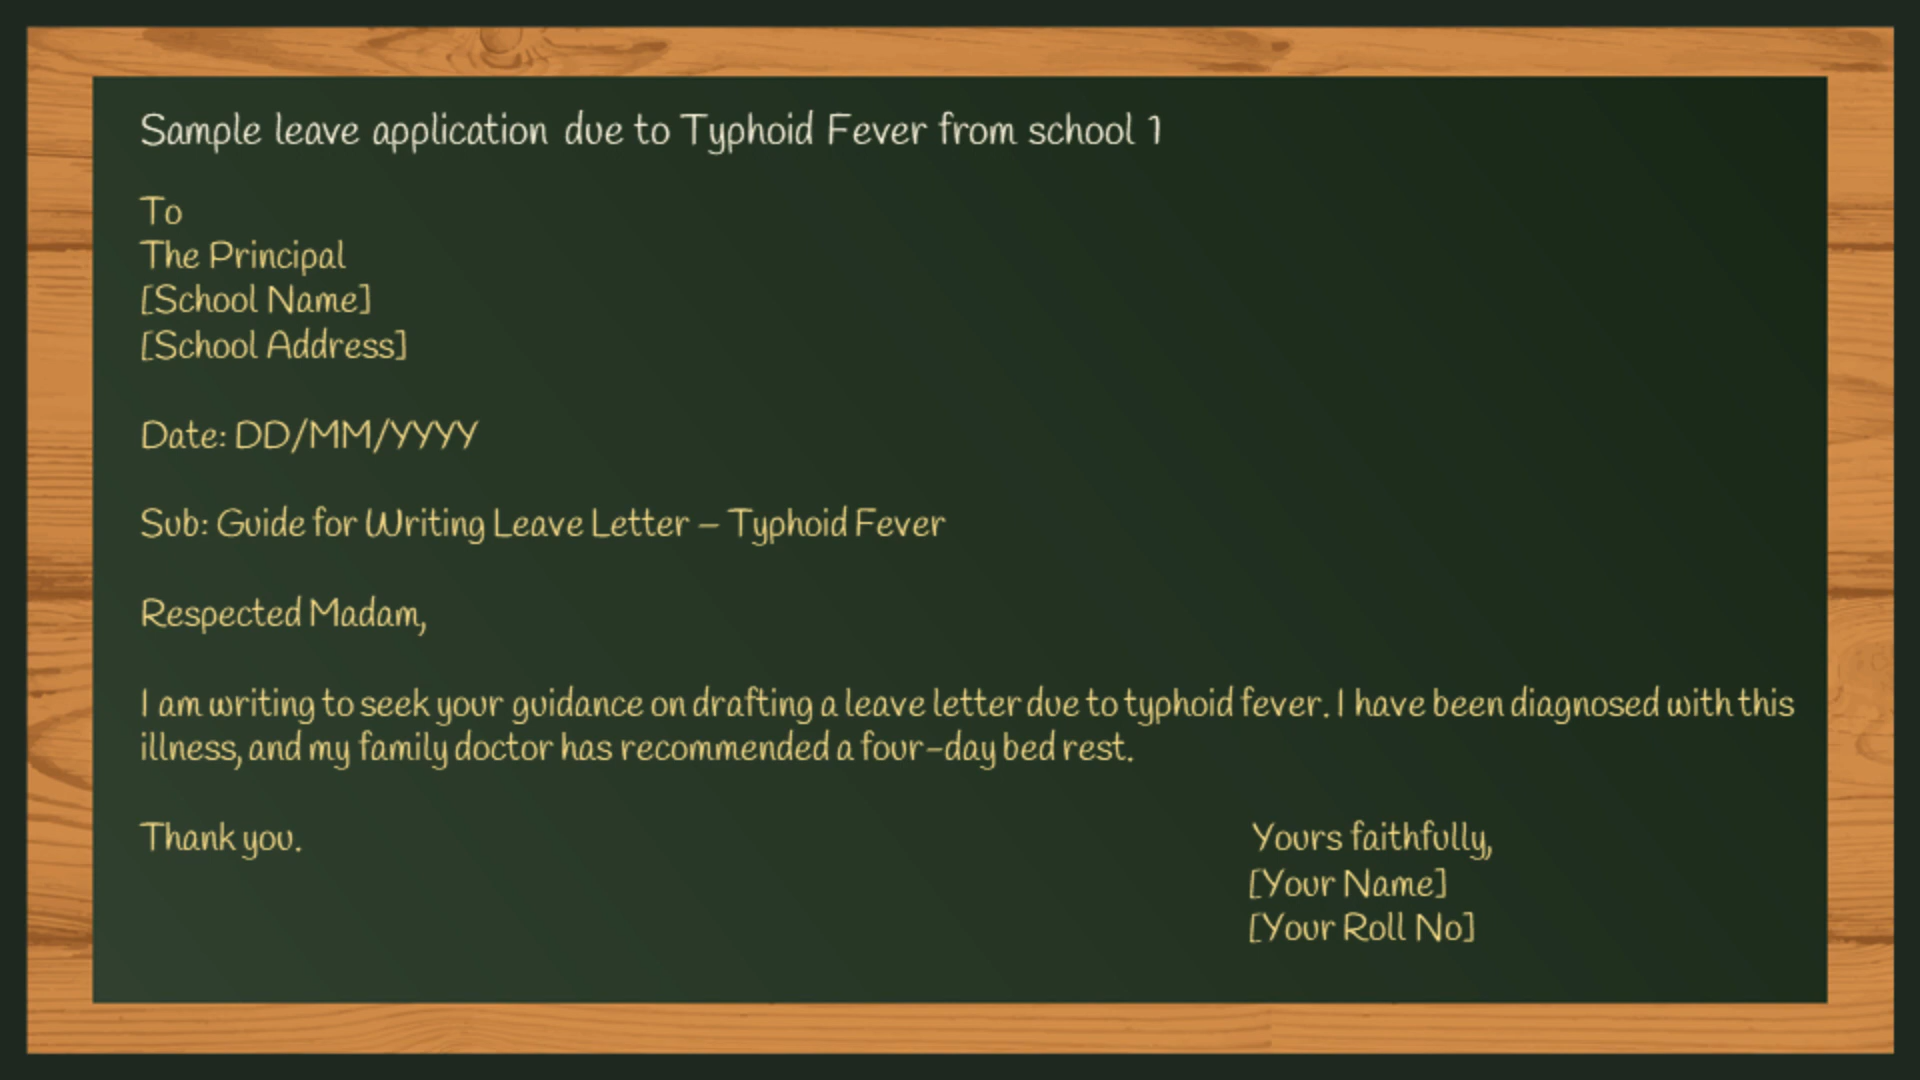 Sample leave application due to Typhoid Fever from school 1
To
The Principal
[School Name]
[School Address]
Date: DD/MM/YYYY
Sub: Guide for Writing Leave Letter – Typhoid Fever
Respected Madam,
I am writing to seek your guidance on drafting a leave letter due to typhoid fever. I have been diagnosed with this
illness, and my family doctor has recommended a four-day bed rest.
Thank you.
Yours faithfully,
[Your Name]
[Your Roll No]